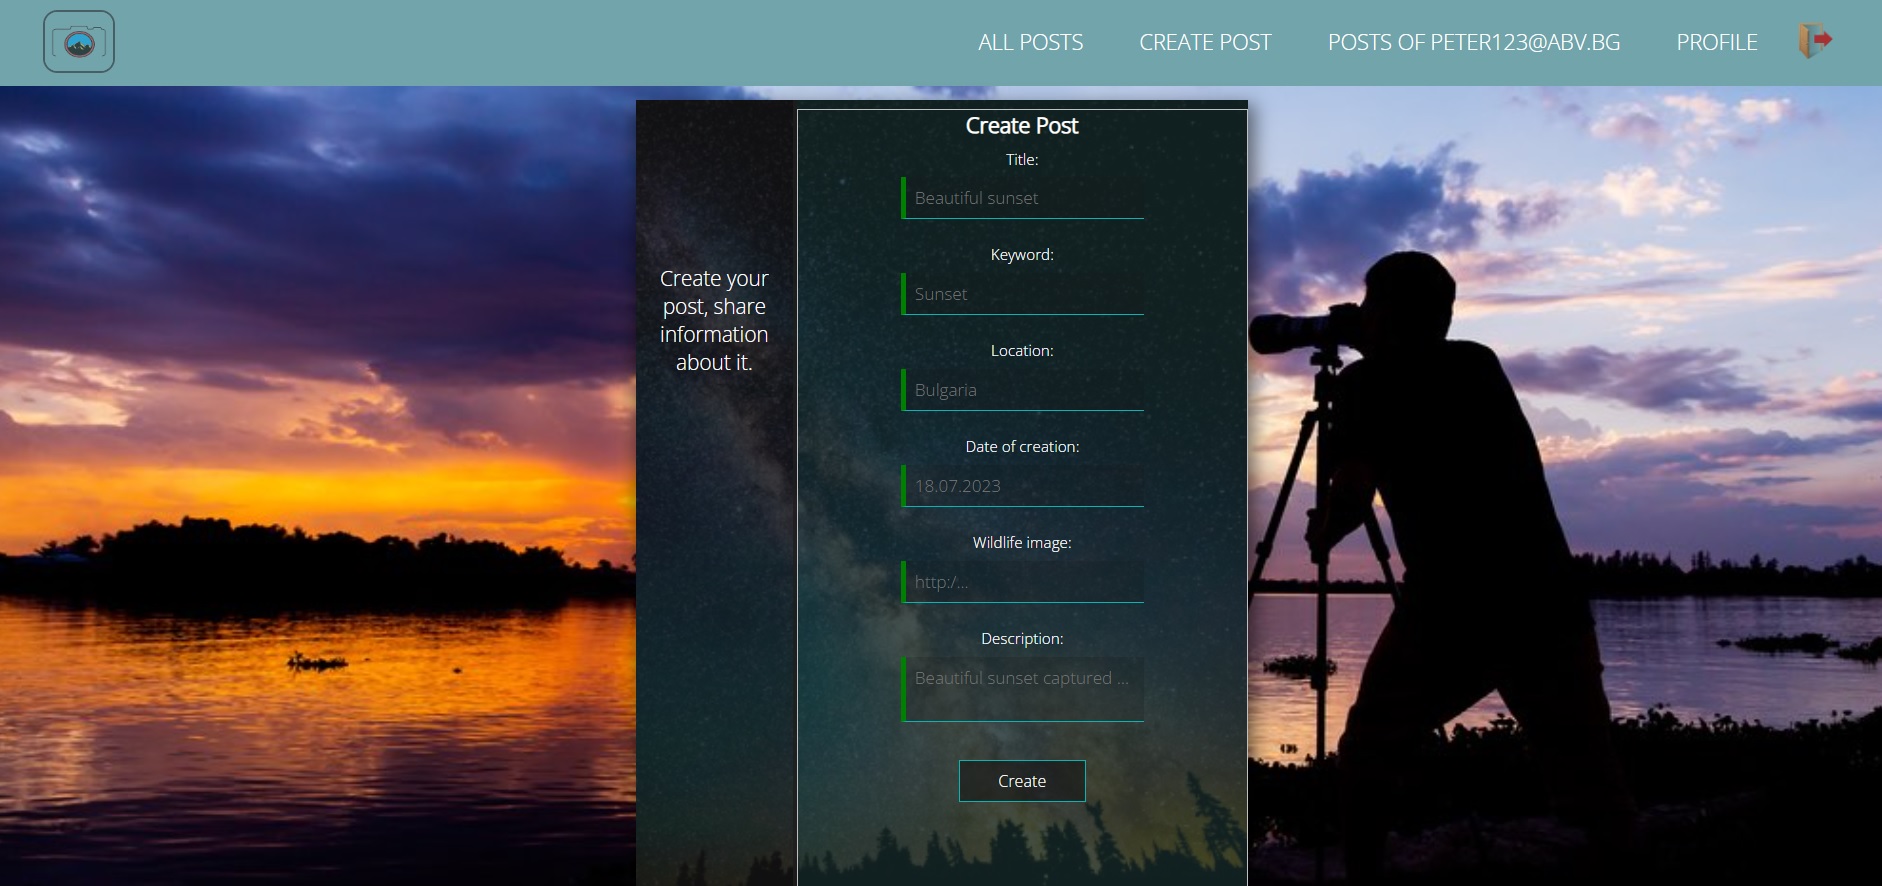 ALL POSTS CREATE POST POSTS OF PETER123@ABV.BG PROFILE
Create your
post, share
information
about it.
Create Post
Title:
Beautiful sunset
Keyword:
Sunset
Location:
Bulgaria
Date of creation:
18.07.2023
Wildlife image:
http:/...
Description:
Beautiful sunset captured ...
Create